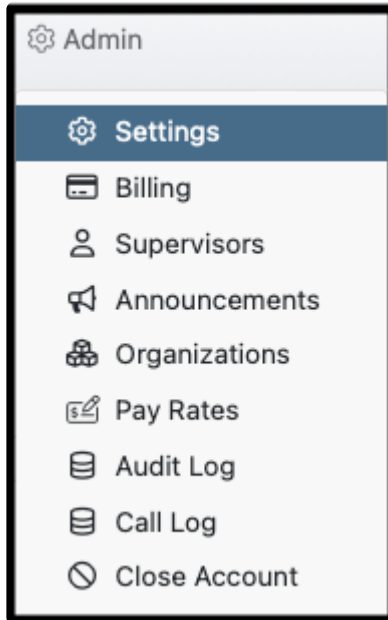 Admin
Settings
Billing
Supervisors
Announcements
Organizations
Pay Rates
Audit Log
Call Log
Close Account